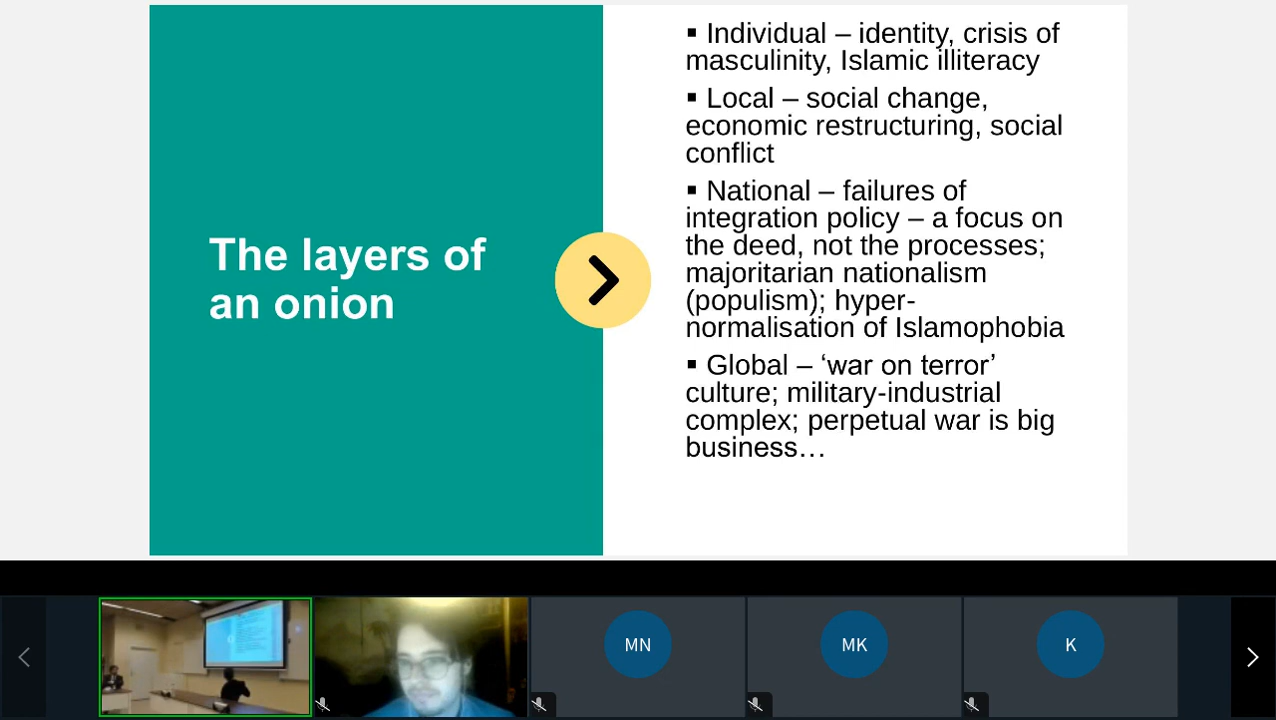 The layers of
an onion
▪ Individual – identity, crisis of
masculinity, Islamic illiteracy
▪ Local – social change,
economic restructuring, social
conflict
▪ National – failures of
integration policy – a focus on
the deed, not the processes;
majoritarian nationalism
(populism); hyper-
normalisation of Islamophobia
▪ Global – ‘war on terror’
culture; military-industrial
complex; perpetual war is big
business…
MN
MK
K